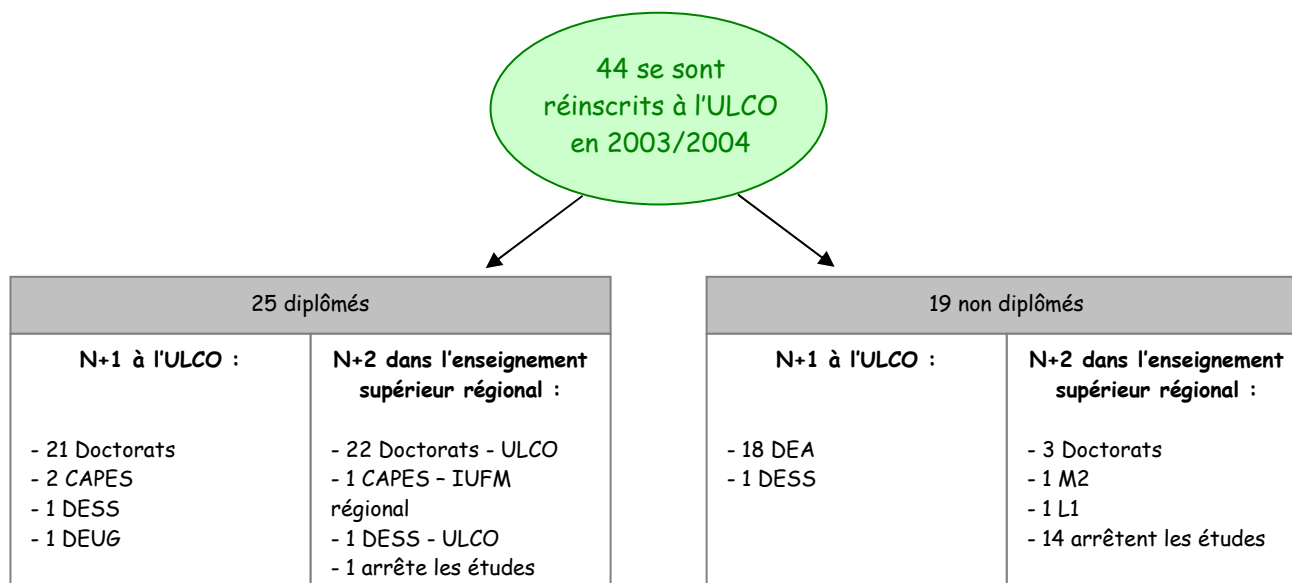 44 se sont
réinscrits à l'ULCO
en 2003/2004
25 diplômés
N+1 à l'ULCO :
- 21 Doctorats
- 2 CAPES
- 1 DESS
- 1 DEUG
N+2 dans l'enseignement
supérieur régional :
- 22 Doctorats - ULCO
- 1 CAPES – IUFM
régional
- 1 DESS - ULCO
- 1 arrête les études
19 non diplômés
N+1 à l'ULCO :
- 18 DEA
- 1 DESS
N+2 dans l'enseignement
supérieur régional :
- 3 Doctorats
- 1 M2
- 1 L1
- 14 arrêtent les études